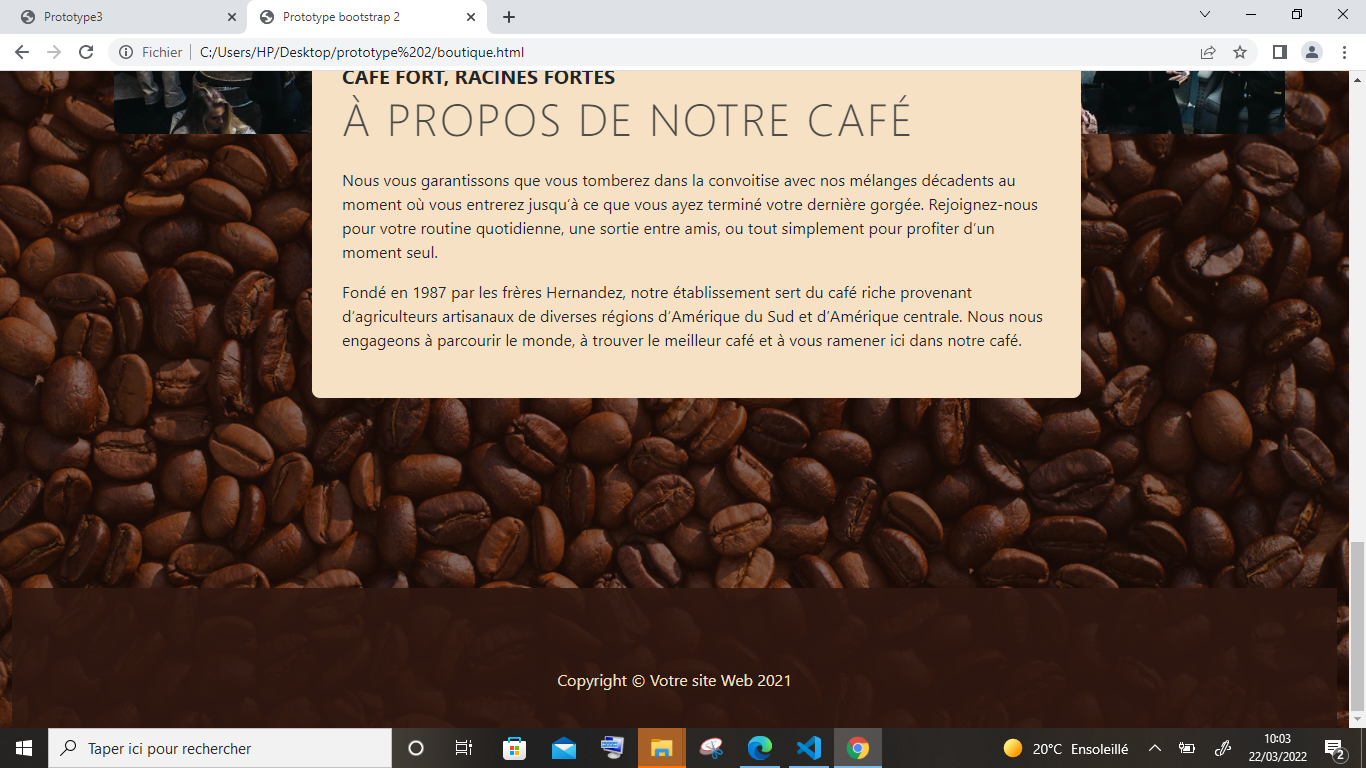 Prototype3
Prototype bootstrap 2
Fichier
C:/Users/HP/Desktop/prototype%202/boutique.html
CAFÉ FORT, RACINES FORTES
À PROPOS DE NOTRE CAFÉ
Nous vous garantissons que vous tomberez dans la convoitise avec nos mélanges décadents au
moment où vous entrerez jusqu'à ce que vous ayez terminé votre dernière gorgée. Rejoignez-nous
pour votre routine quotidienne, une sortie entre amis, ou tout simplement pour profiter d'un
moment seul.
Fondé en 1987 par les frères Hernandez, notre établissement sert du café riche provenant
d'agriculteurs artisanaux de diverses régions d'Amérique du Sud et d'Amérique centrale. Nous nous
engageons à parcourir le monde, à trouver le meilleur café et à vous ramener ici dans notre café.
Copyright © Votre site Web 2021
Taper ici pour rechercher
20°C Ensoleillé
10:03
22/03/2022
2